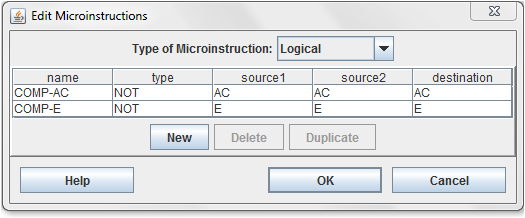 Edit Microinstructions
Type of Microinstruction: Logical
name type source1 source2 destination
COMP-AC NOT AC AC AC
COMP-E NOT E E E
New Delete Duplicate
Help OK Cancel